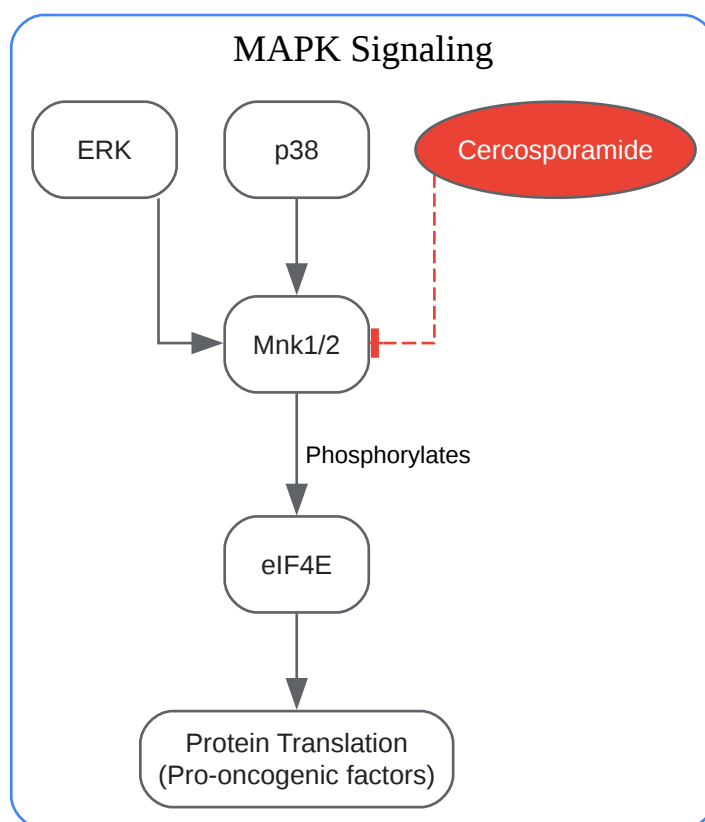 MAPK Signaling
ERK
p38
Cercosporamide
Mnk1/2
Phosphorylates
eIF4E
Protein Translation
(Pro-oncogenic factors)